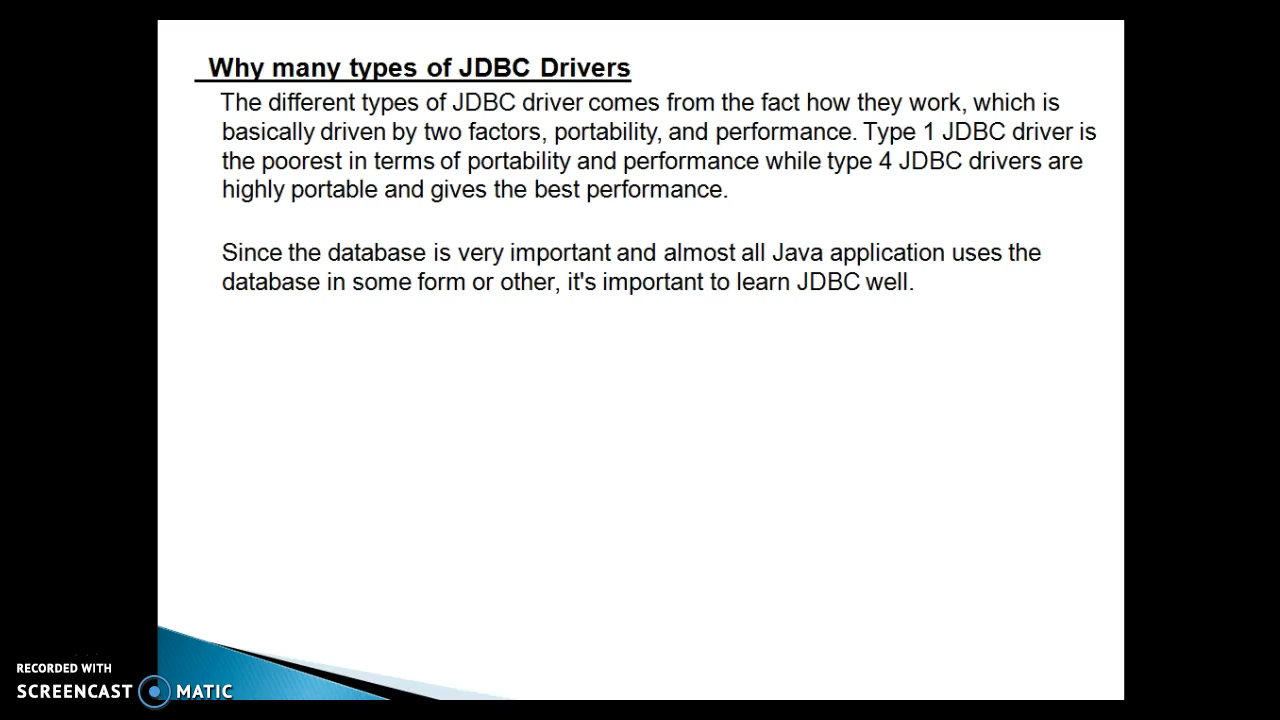 Why many types of JDBC Drivers
The different types of JDBC driver comes from the fact how they work, which is
basically driven by two factors, portability, and performance. Type 1 JDBC driver is
the poorest in terms of portability and performance while type 4 JDBC drivers are
highly portable and gives the best performance.
Since the database is very important and almost all Java application uses the
database in some form or other, it's important to learn JDBC well.
RECORDED WITH
SCREENCAST MATIC